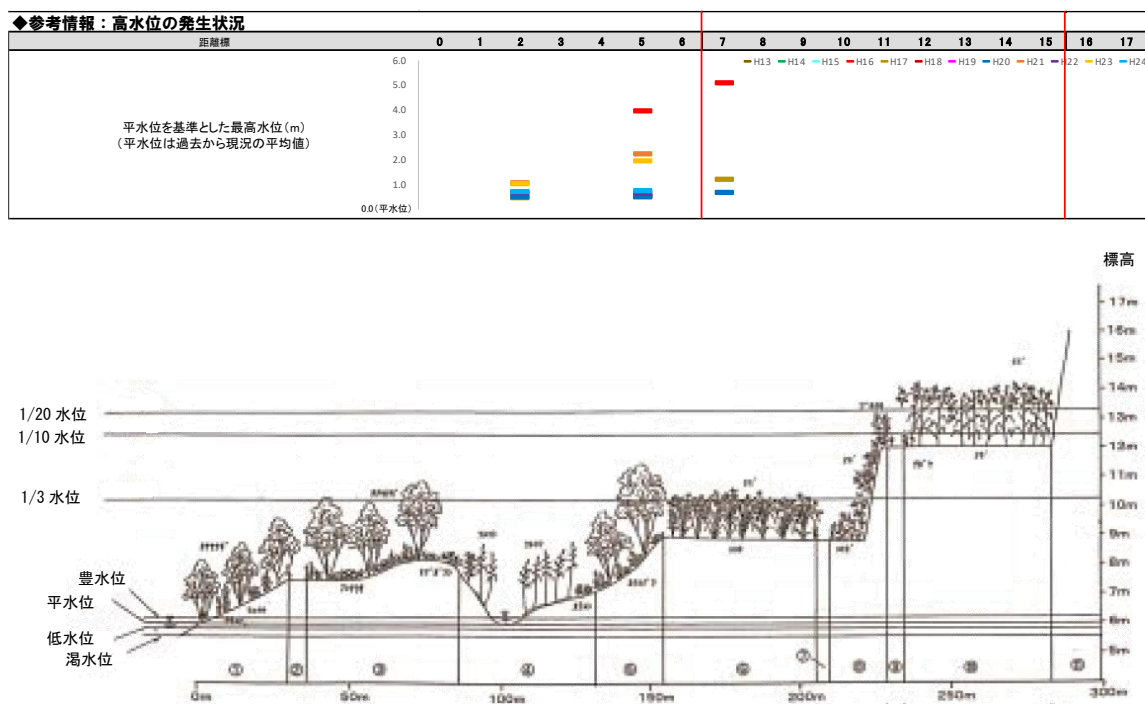 ◆参考情報：高水位の発生状況
距離標 0 1 2 3 4 5 6 7 8 9 10 11 12 13 14 15 16 17
H13 H14 H15 H16 H17 H18 H19 H20 H21 H22 H23 H24
平水位を基準とした最高水位(m)
(平水位は過去から現況の平均値)
6.0
5.0
4.0
3.0
2.0
1.0
0.0(平水位)
標高
17m
16m
15m
14m
13m
12m
11m
10m
9m
8m
7m
6m
5m
1/20 水位
1/10 水位
1/3 水位
豊水位
平水位
低水位
渇水位
① ② ③ ④
0m 50m 100m 150m 200m 250m 300m